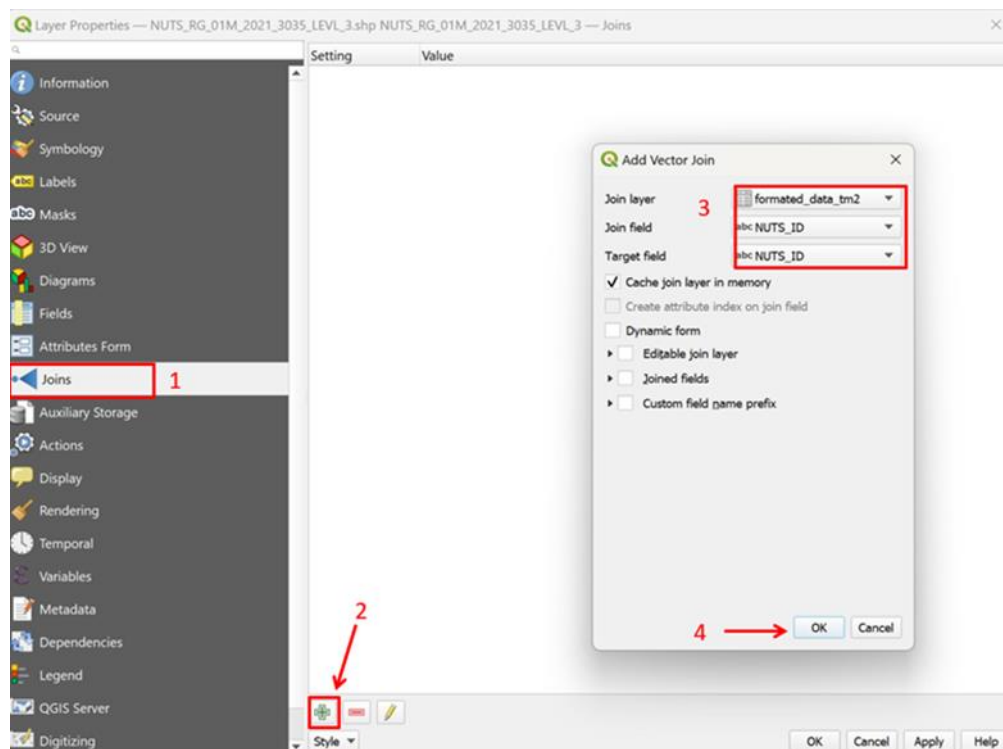 Layer Properties — NUTS_RG_01M_2021_3035_LEVL_3.shp NUTS_RG_01M_2021_3035_LEVL_3 — Joins
Setting Value
Information
Source
Symbology
abc Labels
abc Masks
3D View
Diagrams
Fields
Attributes Form
Joins 1
Auxiliary Storage
Actions
Display
Rendering
Temporal
Variables
Metadata
Dependencies
Legend
QGIS Server
Digitizing
Add Vector Join
Join layer 3 formated_data_tm2
Join field abc NUTS_ID
Target field abc NUTS_ID
Cache join layer in memory
Create attribute index on join field
Dynamic form
Editable join layer
Joined fields
Custom field name prefix
4 OK Cancel
2
Style OK Cancel Apply Help